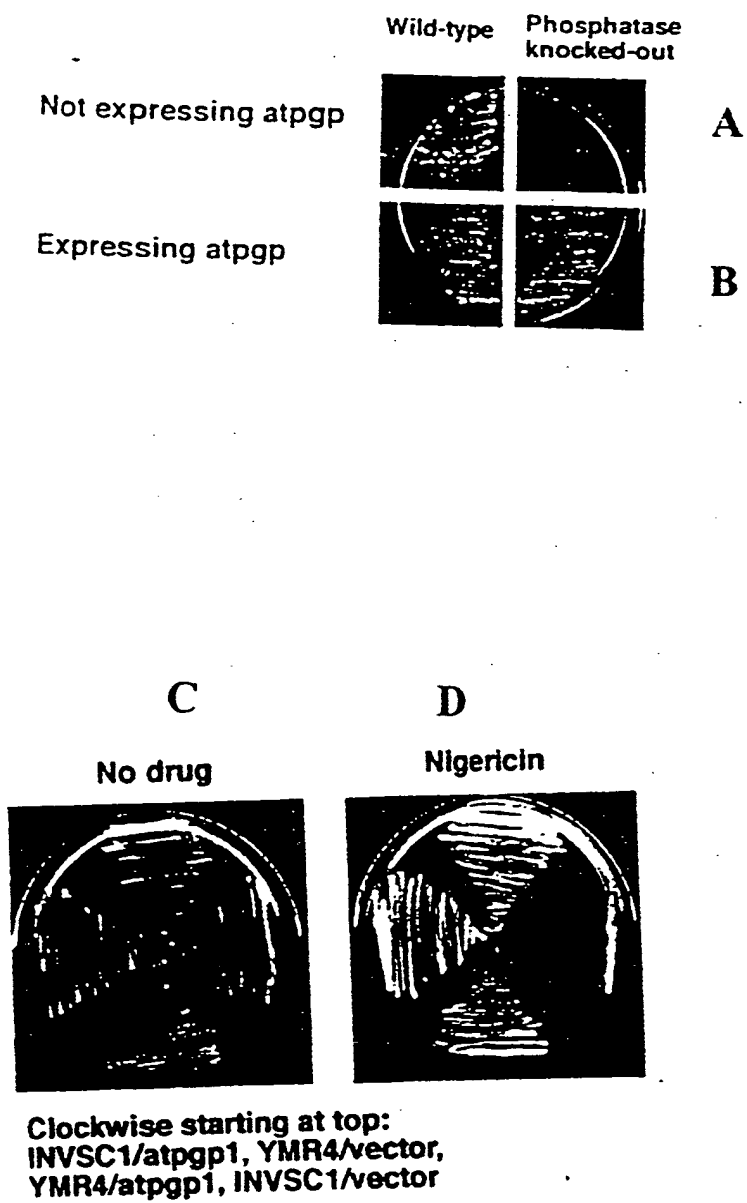 Wild-type
Phosphatase
knocked-out
Not expressing atpgp
A
Expressing atpgp
B
C
D
No drug
Nigericin
Clockwise starting at top:
INVSC1/atpgp1, YMR4/vector,
YMR4/atpgp1, INVSC1/vector